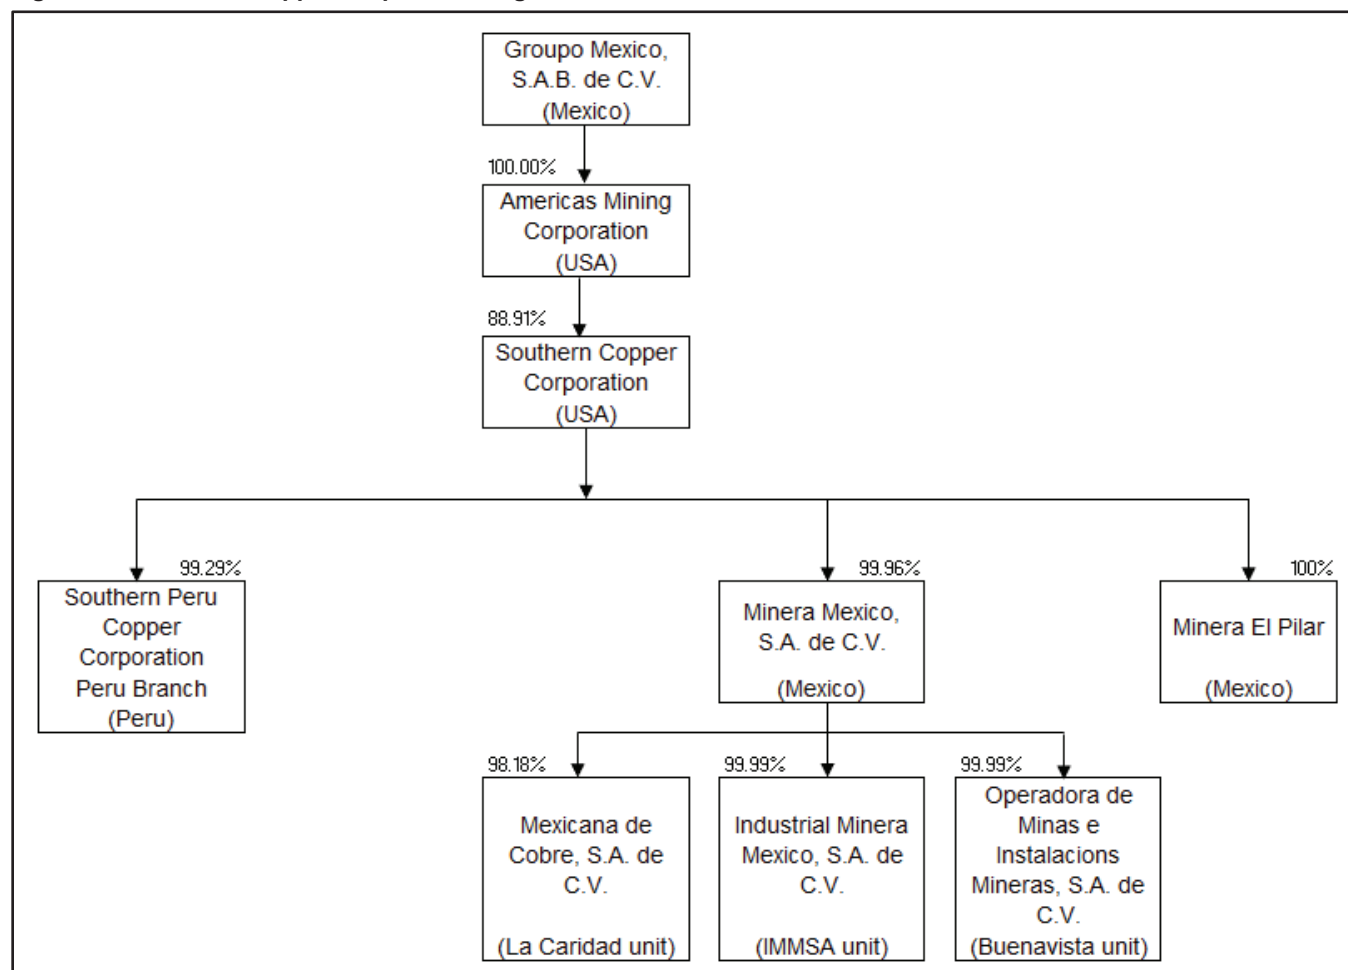 Groupo Mexico,
S.A.B. de C.V.
(Mexico)
100.00%
Americas Mining
Corporation
(USA)
88.91%
Southern Copper
Corporation
(USA)
99.29%
Southern Peru
Copper
Corporation
Peru Branch
(Peru)
99.96%
Minera Mexico,
S.A. de C.V.
(Mexico)
100%
Minera El Pilar
(Mexico)
98.18%
Mexicana de
Cobre, S.A. de
C.V.
(La Caridad unit)
99.99%
Industrial Minera
Mexico, S.A. de
C.V.
(IMMSA unit)
99.99%
Operadora de
Minas e
Instalacions
Mineras, S.A. de
C.V.
(Buenavista unit)